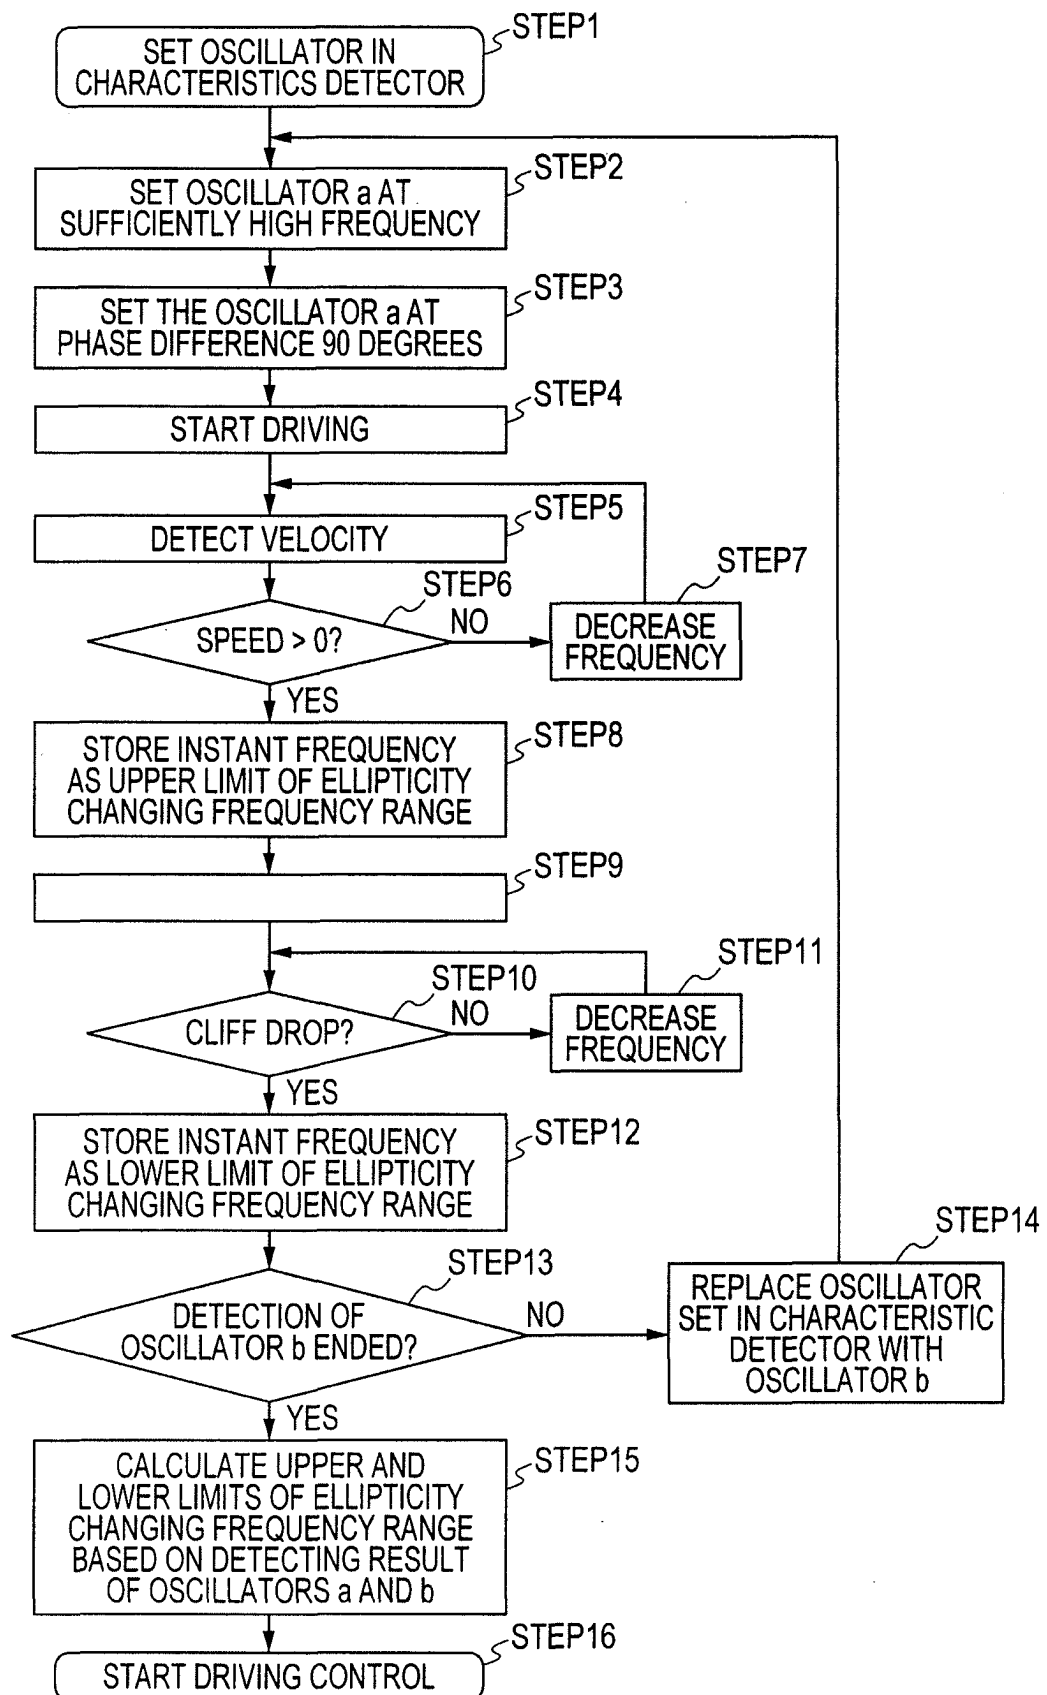 STEP1
SET OSCILLATOR IN
CHARACTERISTICS DETECTOR
STEP2
SET OSCILLATOR a AT
SUFFICIENTLY HIGH FREQUENCY
STEP3
SET THE OSCILLATOR a AT
PHASE DIFFERENCE 90 DEGREES
STEP4
START DRIVING
STEP5
DETECT VELOCITY
STEP6
SPEED > 0?
NO
STEP7
DECREASE
FREQUENCY
YES
STEP8
STORE INSTANT FREQUENCY
AS UPPER LIMIT OF ELLIPTICITY
CHANGING FREQUENCY RANGE
STEP9
STEP10
CLIFF DROP?
NO
STEP11
DECREASE
FREQUENCY
YES
STEP12
STORE INSTANT FREQUENCY
AS LOWER LIMIT OF ELLIPTICITY
CHANGING FREQUENCY RANGE
STEP13
DETECTION OF
OSCILLATOR b ENDED?
NO
STEP14
REPLACE OSCILLATOR
SET IN CHARACTERISTIC
DETECTOR WITH
OSCILLATOR b
YES
STEP15
CALCULATE UPPER AND
LOWER LIMITS OF ELLIPTICITY
CHANGING FREQUENCY RANGE
BASED ON DETECTING RESULT
OF OSCILLATORS a AND b
STEP16
START DRIVING CONTROL